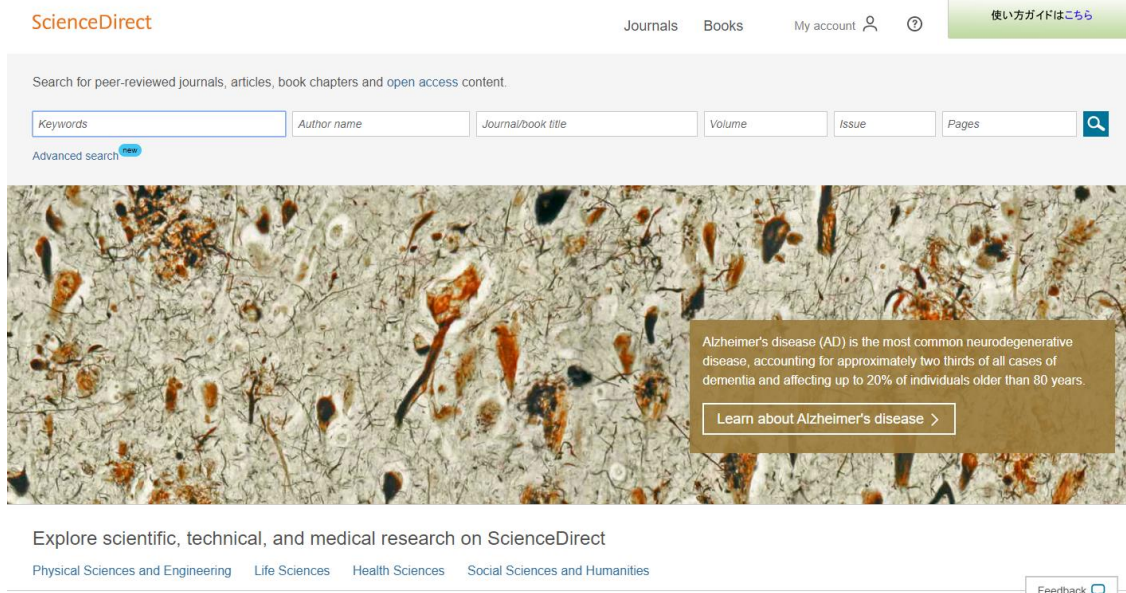 ScienceDirect
Journals Books My account
使い方ガイドはこちら
Search for peer-reviewed journals, articles, book chapters and open access content.
Keywords Author name Journal/book title Volume Issue Pages
Advanced search new
Alzheimer's disease (AD) is the most common neurodegenerative
disease, accounting for approximately two thirds of all cases of
dementia and affecting up to 20% of individuals older than 80 years.
Learn about Alzheimer's disease >
Explore scientific, technical, and medical research on ScienceDirect
Physical Sciences and Engineering Life Sciences Health Sciences Social Sciences and Humanities
Feedback